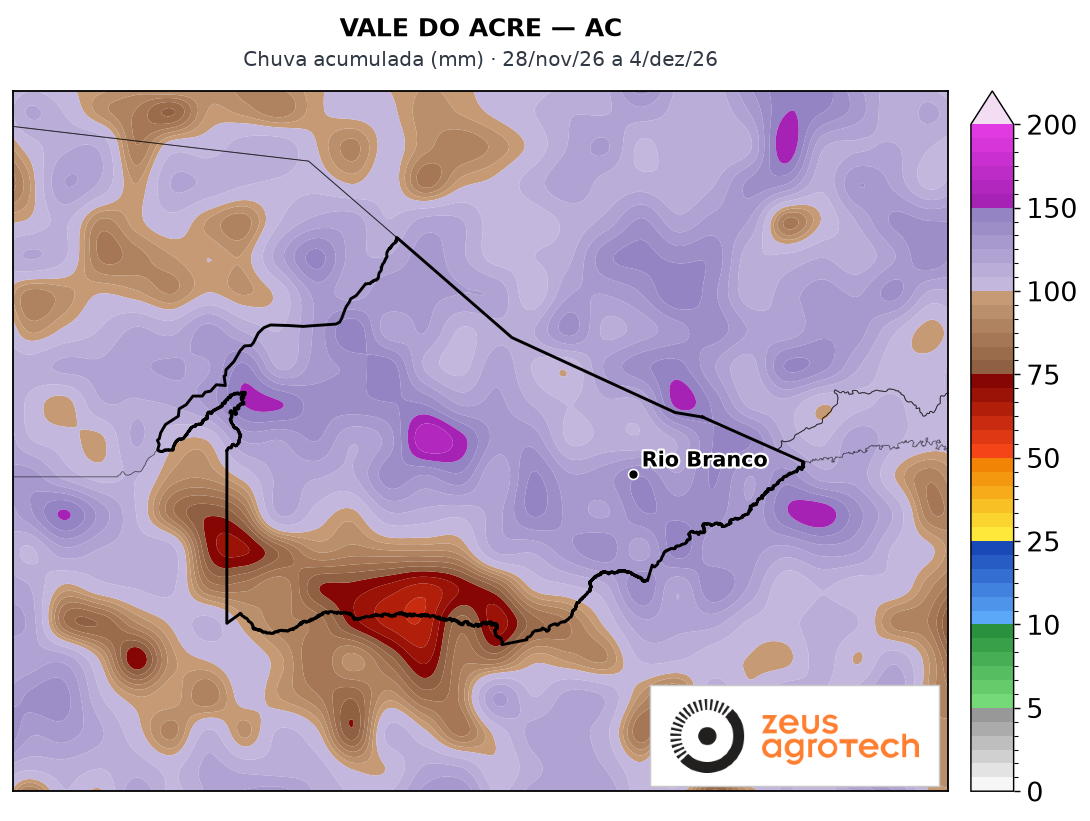 VALE DO ACRE — AC
Chuva acumulada (mm) · 28/nov/26 a 4/dez/26
200
150
100
75
50
25
10
5
0
Rio Branco
zeus
agroTech